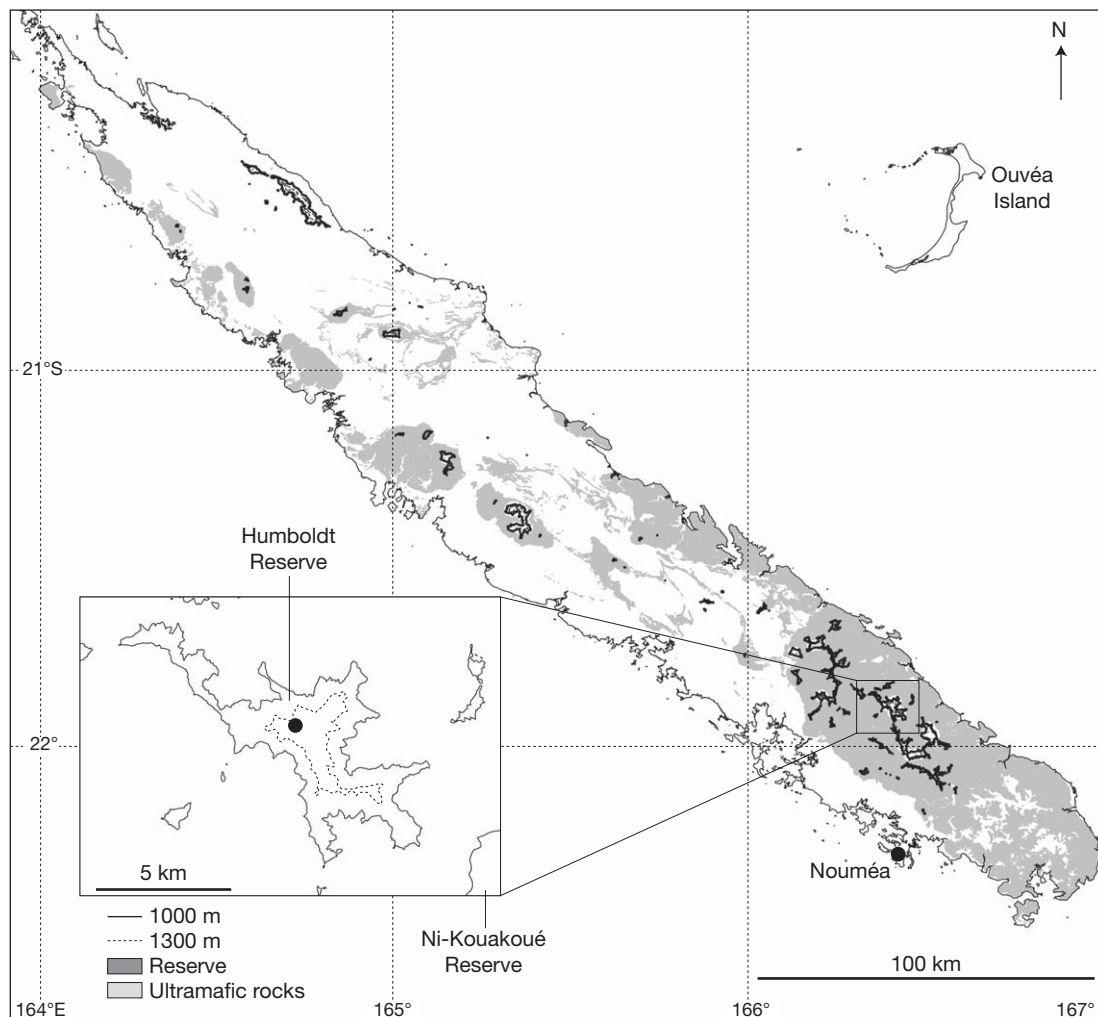 N
Ouvéa
Island
21°S
Humboldt
Reserve
22°
Nouméa
5 km
1000 m
1300 m
Reserve
Ultramafic rocks
Ni-Kouakoué
Reserve
100 km
164°E
165°
166°
167°